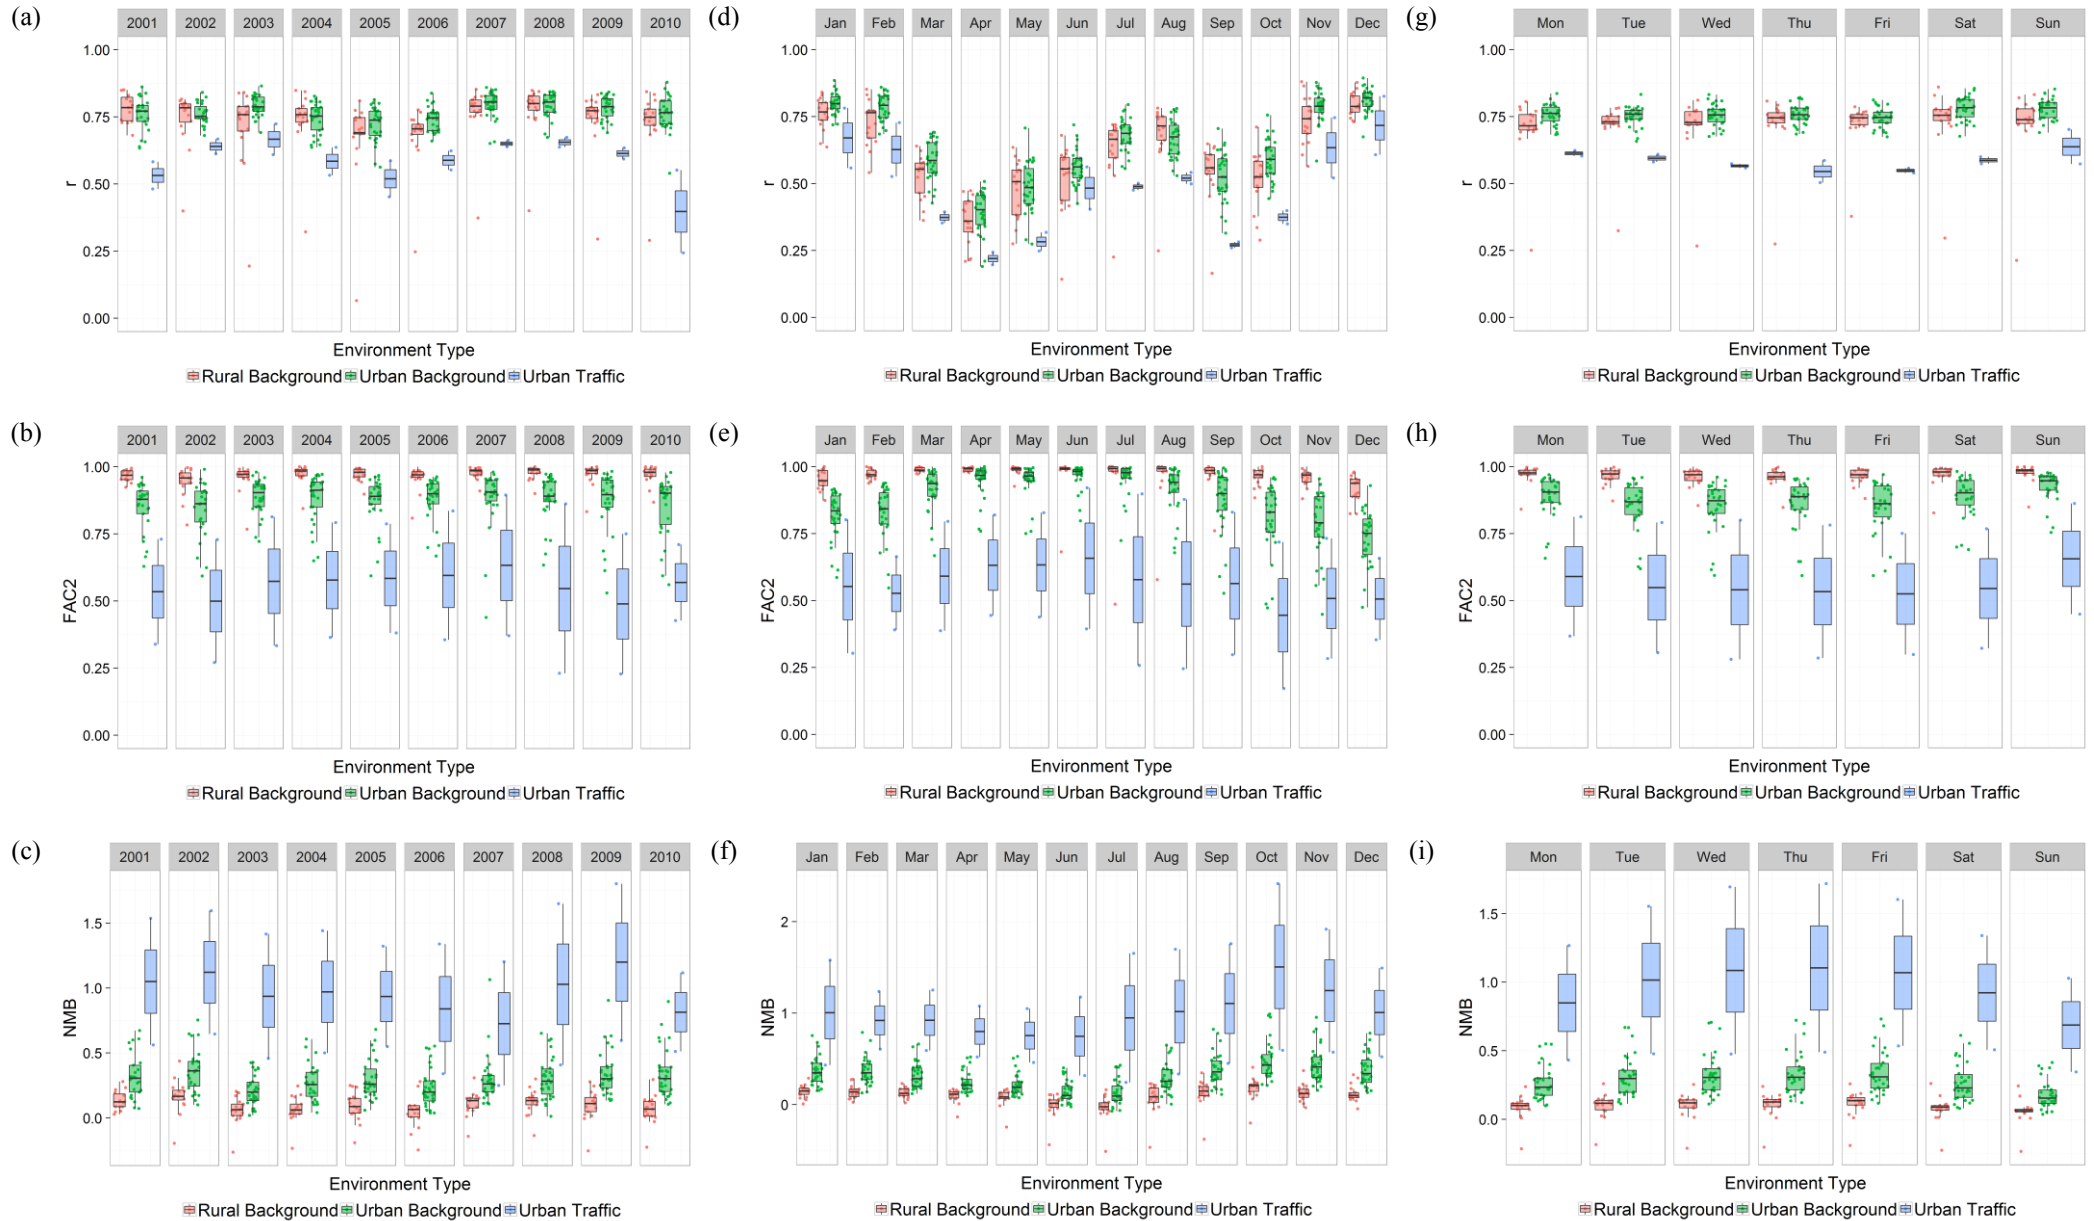 (a)
2001 2002 2003 2004 2005 2006 2007 2008 2009 2010
1.00
0.75
0.50
0.25
0.00
r
Environment Type
Rural Background Urban Background Urban Traffic
(d)
Jan Feb Mar Apr May Jun Jul Aug Sep Oct Nov Dec
1.00
0.75
0.50
0.25
0.00
r
Environment Type
Rural Background Urban Background Urban Traffic
(g)
Mon Tue Wed Thu Fri Sat Sun
1.00
0.75
0.50
0.25
0.00
r
Environment Type
Rural Background Urban Background Urban Traffic
(b)
2001 2002 2003 2004 2005 2006 2007 2008 2009 2010
1.00
0.75
0.50
0.25
0.00
FAC2
Environment Type
Rural Background Urban Background Urban Traffic
(e)
Jan Feb Mar Apr May Jun Jul Aug Sep Oct Nov Dec
1.00
0.75
0.50
0.25
0.00
FAC2
Environment Type
Rural Background Urban Background Urban Traffic
(h)
Mon Tue Wed Thu Fri Sat Sun
1.00
0.75
0.50
0.25
0.00
FAC2
Environment Type
Rural Background Urban Background Urban Traffic
(c)
2001 2002 2003 2004 2005 2006 2007 2008 2009 2010
1.5
1.0
0.5
0.0
NMB
Environment Type
Rural Background Urban Background Urban Traffic
(f)
Jan Feb Mar Apr May Jun Jul Aug Sep Oct Nov Dec
2
1
0
NMB
Environment Type
Rural Background Urban Background Urban Traffic
(i)
Mon Tue Wed Thu Fri Sat Sun
1.5
1.0
0.5
0.0
NMB
Environment Type
Rural Background Urban Background Urban Traffic